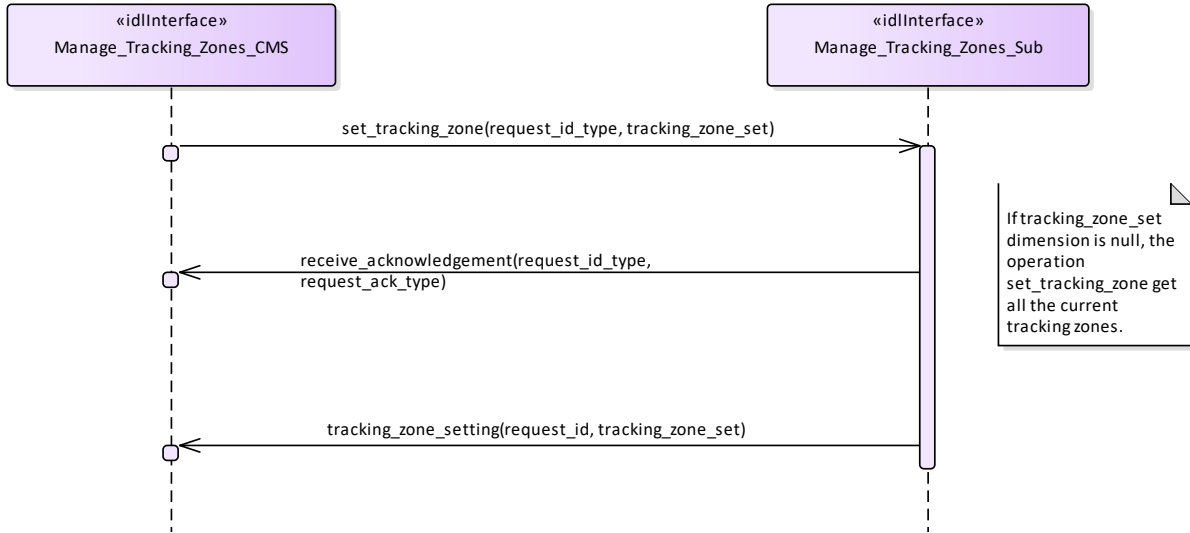 «idlInterface»
Manage_Tracking_Zones_CMS
«idlInterface»
Manage_Tracking_Zones_Sub
set_tracking_zone(request_id_type, tracking_zone_set)
If tracking_zone_set
dimension is null, the
operation
set_tracking_zone get
all the current
tracking zones.
receive_acknowledgement(request_id_type,
request_ack_type)
tracking_zone_setting(request_id, tracking_zone_set)